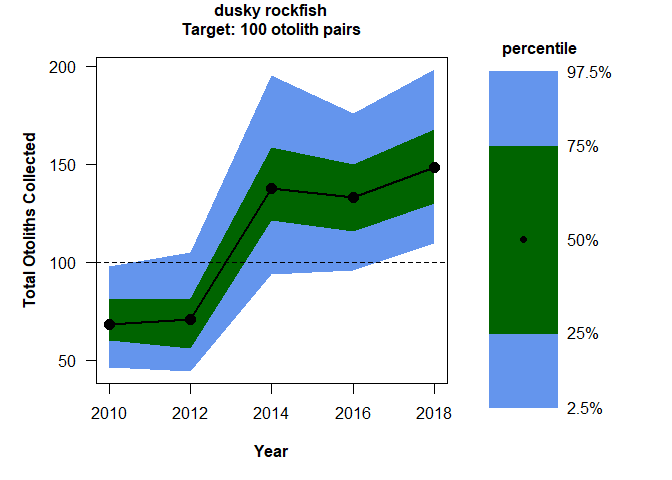 dusky rockfish
Target: 100 otolith pairs
percentile
Total Otoliths Collected
200
150
100
50
2010 2012 2014 2016 2018
Year
97.5%
75%
50%
25%
2.5%